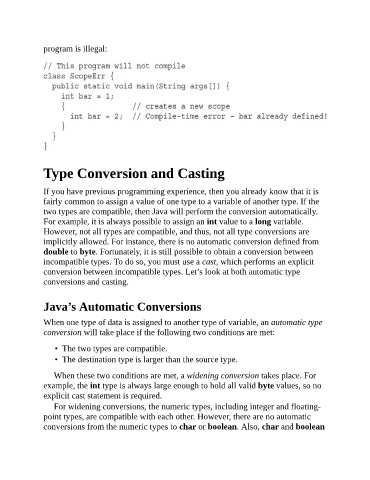 program is illegal:
// This program will not compile
class ScopeErr {
  public static void main(String args[]) {
    int bar = 1;
    {              // creates a new scope
      int bar = 2;  // Compile-time error – bar already defined!
    }
  }
}
Type Conversion and Casting
If you have previous programming experience, then you already know that it is
fairly common to assign a value of one type to a variable of another type. If the
two types are compatible, then Java will perform the conversion automatically.
For example, it is always possible to assign an int value to a long variable.
However, not all types are compatible, and thus, not all type conversions are
implicitly allowed. For instance, there is no automatic conversion defined from
double to byte. Fortunately, it is still possible to obtain a conversion between
incompatible types. To do so, you must use a cast, which performs an explicit
conversion between incompatible types. Let’s look at both automatic type
conversions and casting.
Java’s Automatic Conversions
When one type of data is assigned to another type of variable, an automatic type
conversion will take place if the following two conditions are met:
• The two types are compatible.
• The destination type is larger than the source type.
When these two conditions are met, a widening conversion takes place. For
example, the int type is always large enough to hold all valid byte values, so no
explicit cast statement is required.
For widening conversions, the numeric types, including integer and floating-
point types, are compatible with each other. However, there are no automatic
conversions from the numeric types to char or boolean. Also, char and boolean